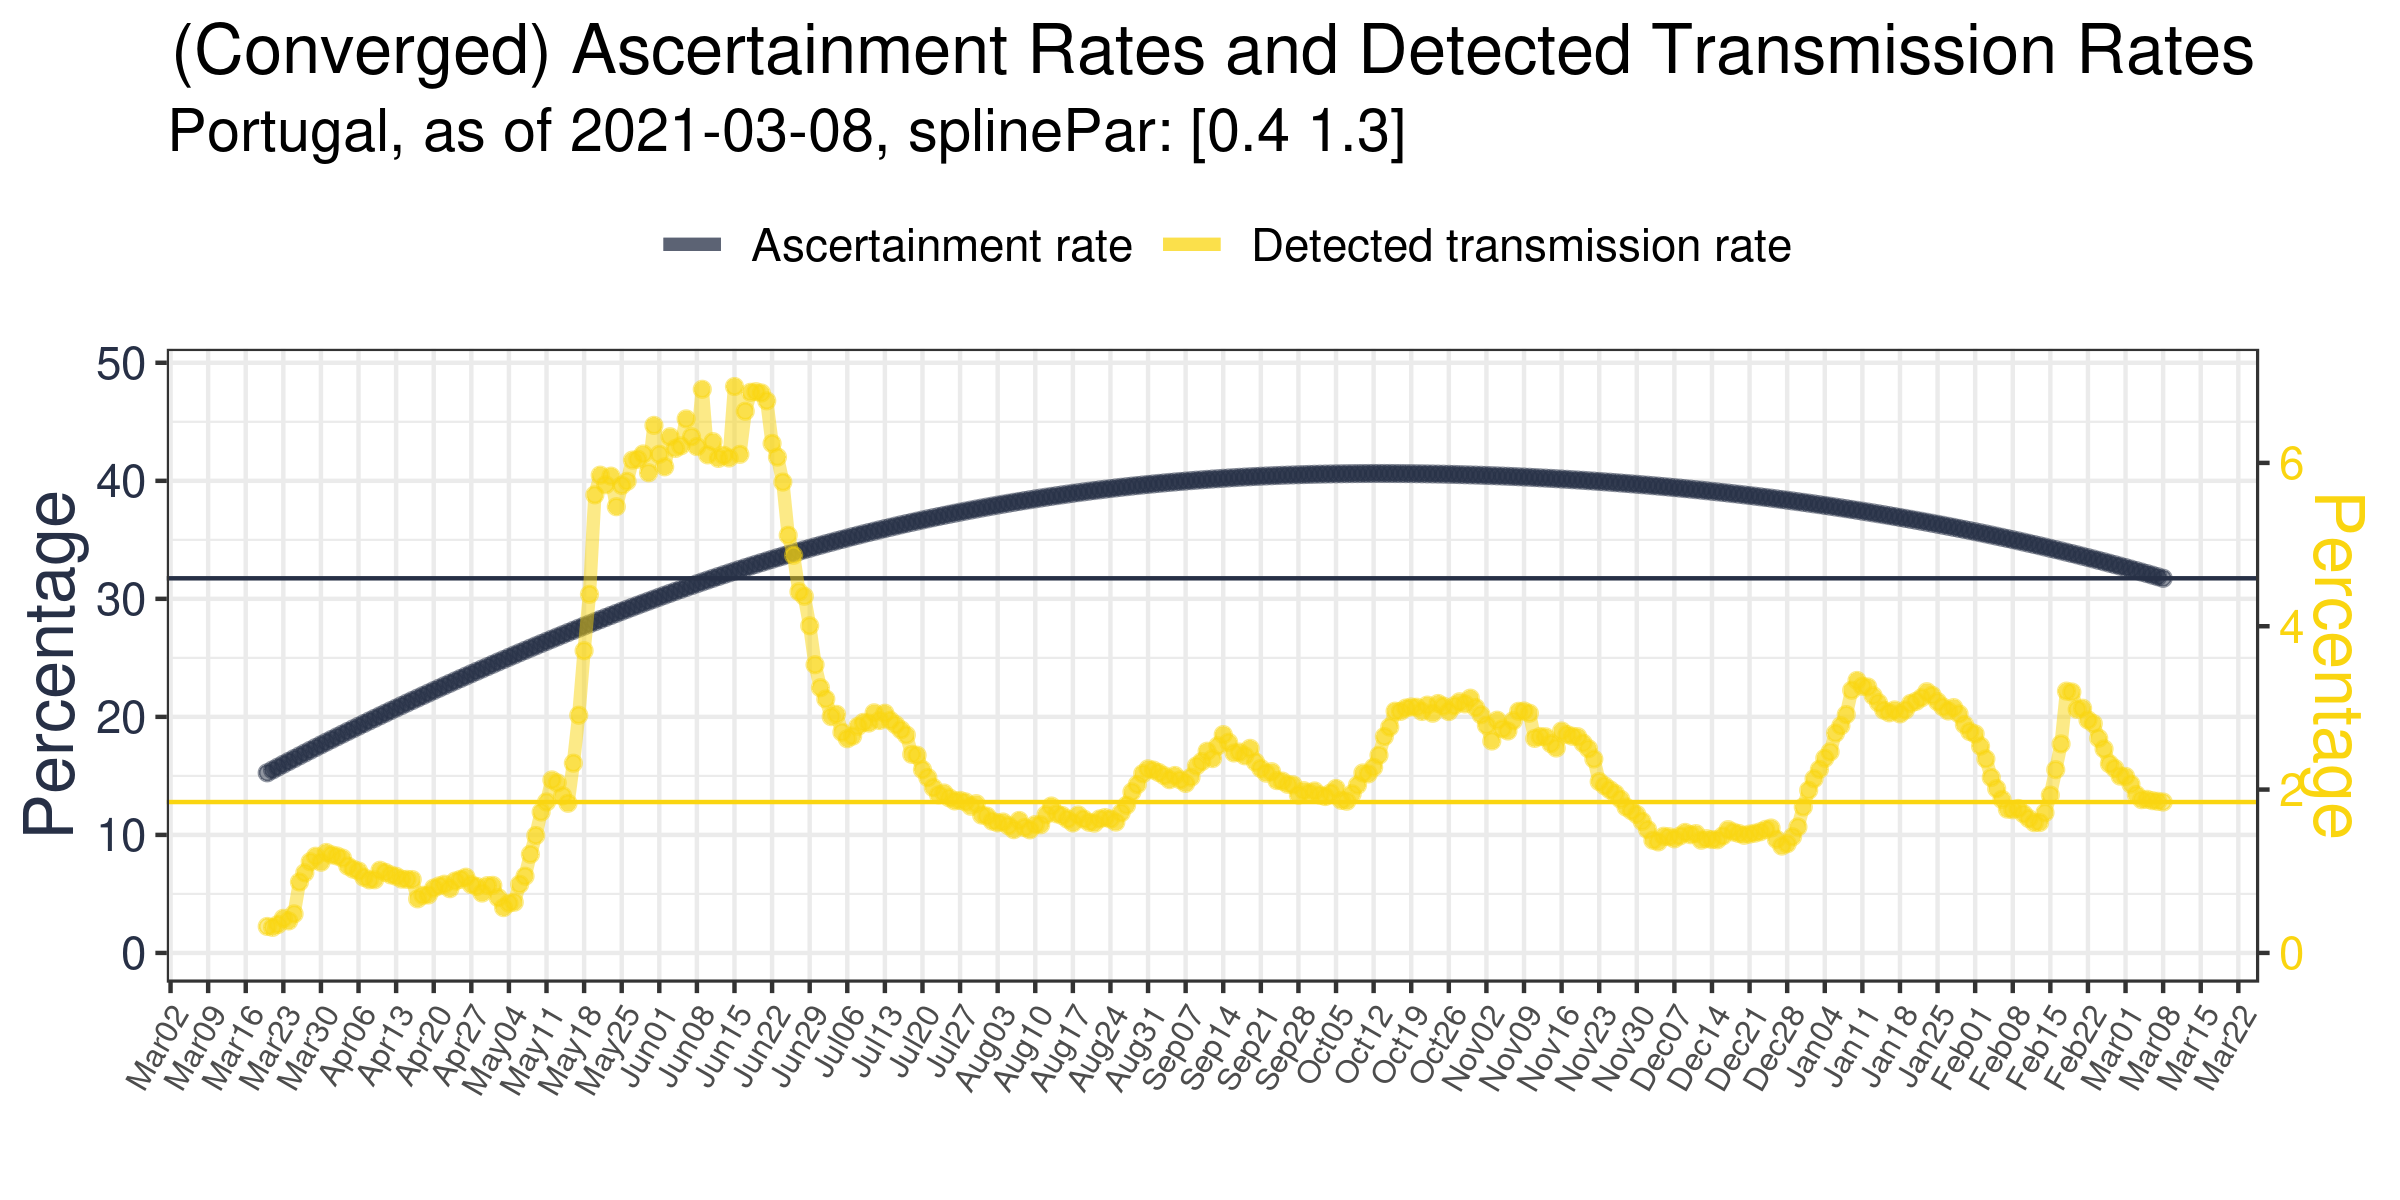 (Converged) Ascertainment Rates and Detected Transmission Rates
Portugal, as of 2021-03-08, splinePar: [0.4 1.3]
Ascertainment rate
Detected transmission rate
50
40
30
20
10
0
Percentage
6
4
2
0
Percentage
Mar02
Mar09
Mar16
Mar23
Mar30
Apr06
Apr13
Apr20
Apr27
May04
May11
May18
May25
Jun01
Jun08
Jun15
Jun22
Jun29
Jul06
Jul13
Jul20
Jul27
Aug03
Aug10
Aug17
Aug24
Aug31
Sep07
Sep14
Sep21
Sep28
Oct05
Oct12
Oct19
Oct26
Nov02
Nov09
Nov16
Nov23
Nov30
Dec07
Dec14
Dec21
Dec28
Jan04
Jan11
Jan18
Jan25
Feb01
Feb08
Feb15
Feb22
Mar01
Mar08
Mar15
Mar22